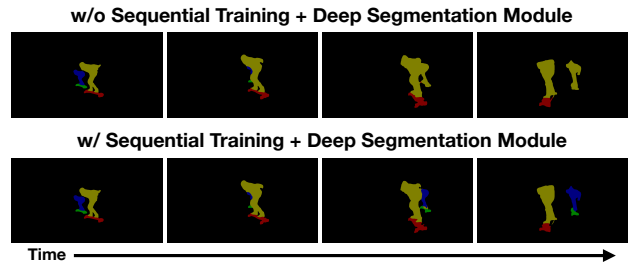 w/o Sequential Training + Deep Segmentation Module
w/ Sequential Training + Deep Segmentation Module
Time